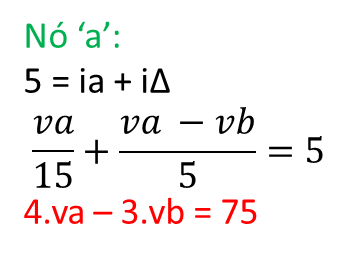 Nó ‘a’:
5 = ia + iΔ
va/15 + (va − vb)/5 = 5
4.va – 3.vb = 75